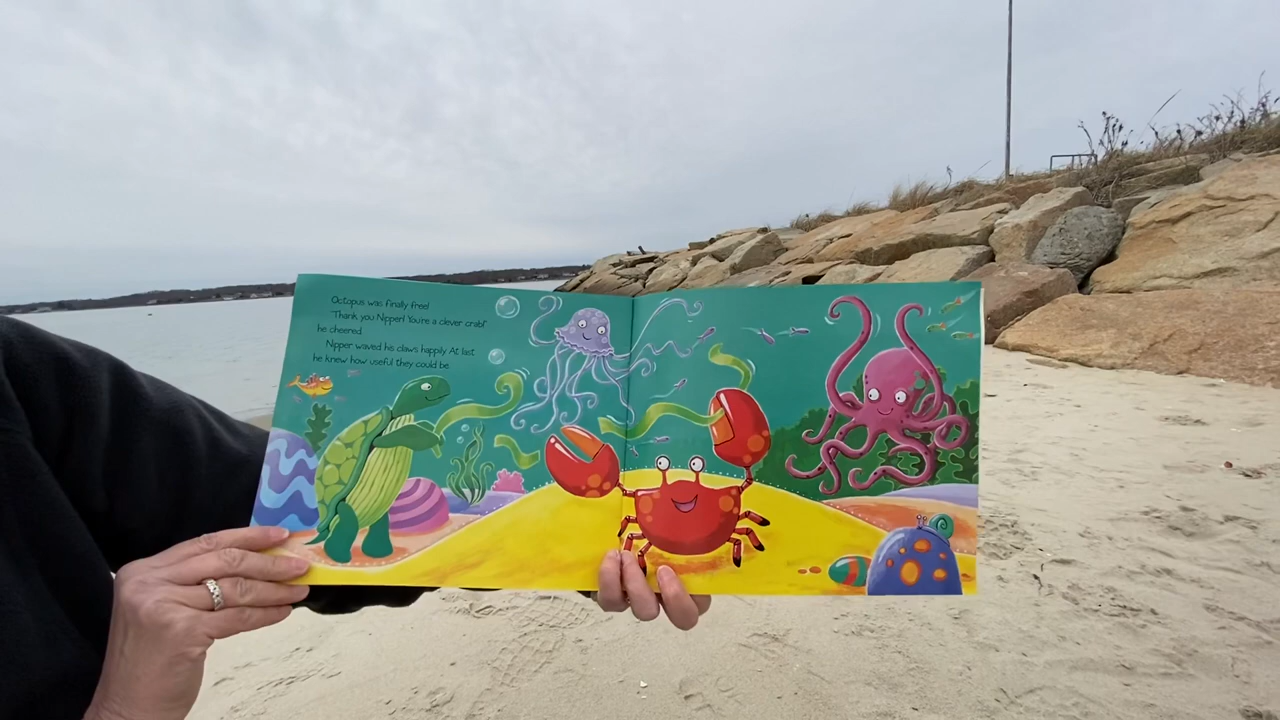 Octopus was finally free!
"Thank you Nipper! You're a clever crab!"
he cheered.
Nipper waved his claws happily. At last
he knew how useful they could be.